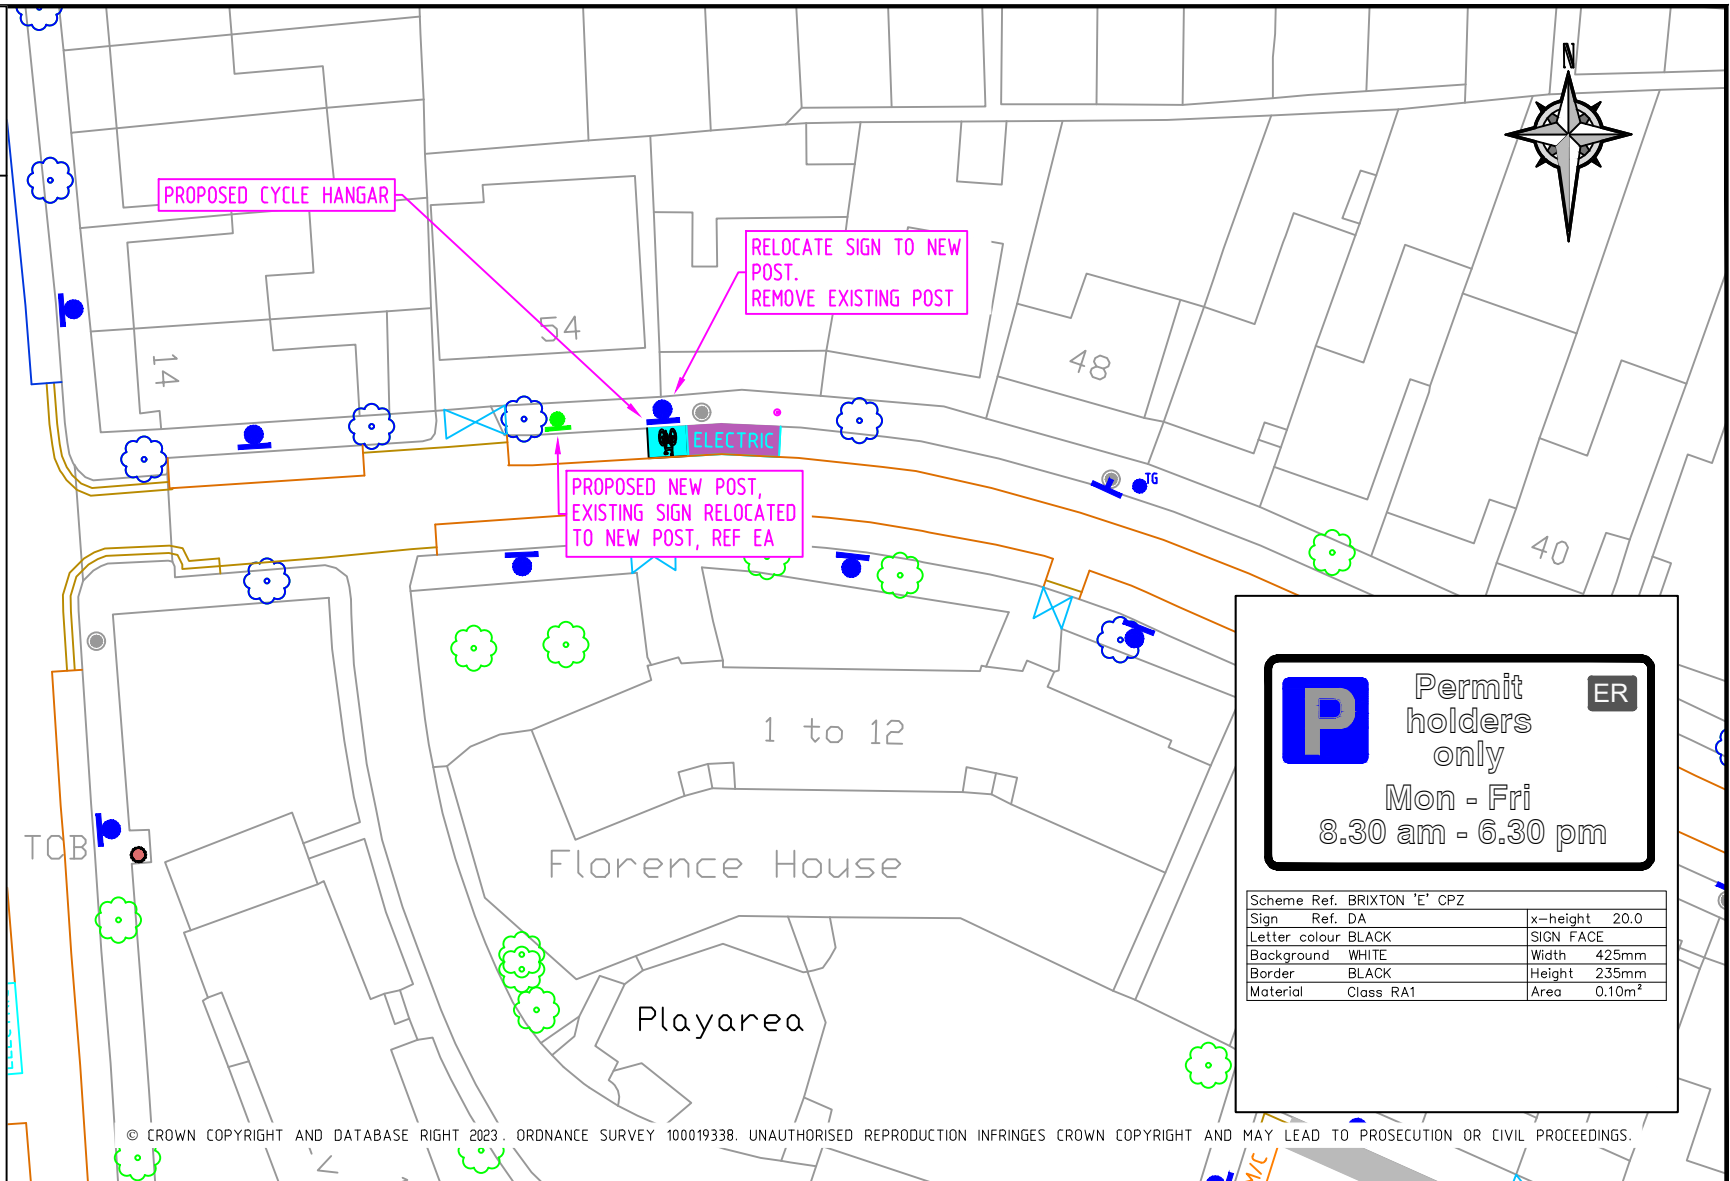 N
PROPOSED CYCLE HANGAR
RELOCATE SIGN TO NEW
POST.
REMOVE EXISTING POST
54
14
48
ELECTRIC
TG
PROPOSED NEW POST,
EXISTING SIGN RELOCATED
TO NEW POST, REF EA
40
1 to 12
TCB
Florence House
Playarea
P
Permit
holders
only
ER
Mon - Fri
8.30 am - 6.30 pm
Scheme Ref. BRIXTON 'E' CPZ
Sign Ref. DA x-height 20.0
Letter colour BLACK SIGN FACE
Background WHITE Width 425mm
Border BLACK Height 235mm
Material Class RA1 Area 0.10m²
© CROWN COPYRIGHT AND DATABASE RIGHT 2023. ORDNANCE SURVEY 100019338. UNAUTHORISED REPRODUCTION INFRINGES CROWN COPYRIGHT AND MAY LEAD TO PROSECUTION OR CIVIL PROCEEDINGS.
M/C